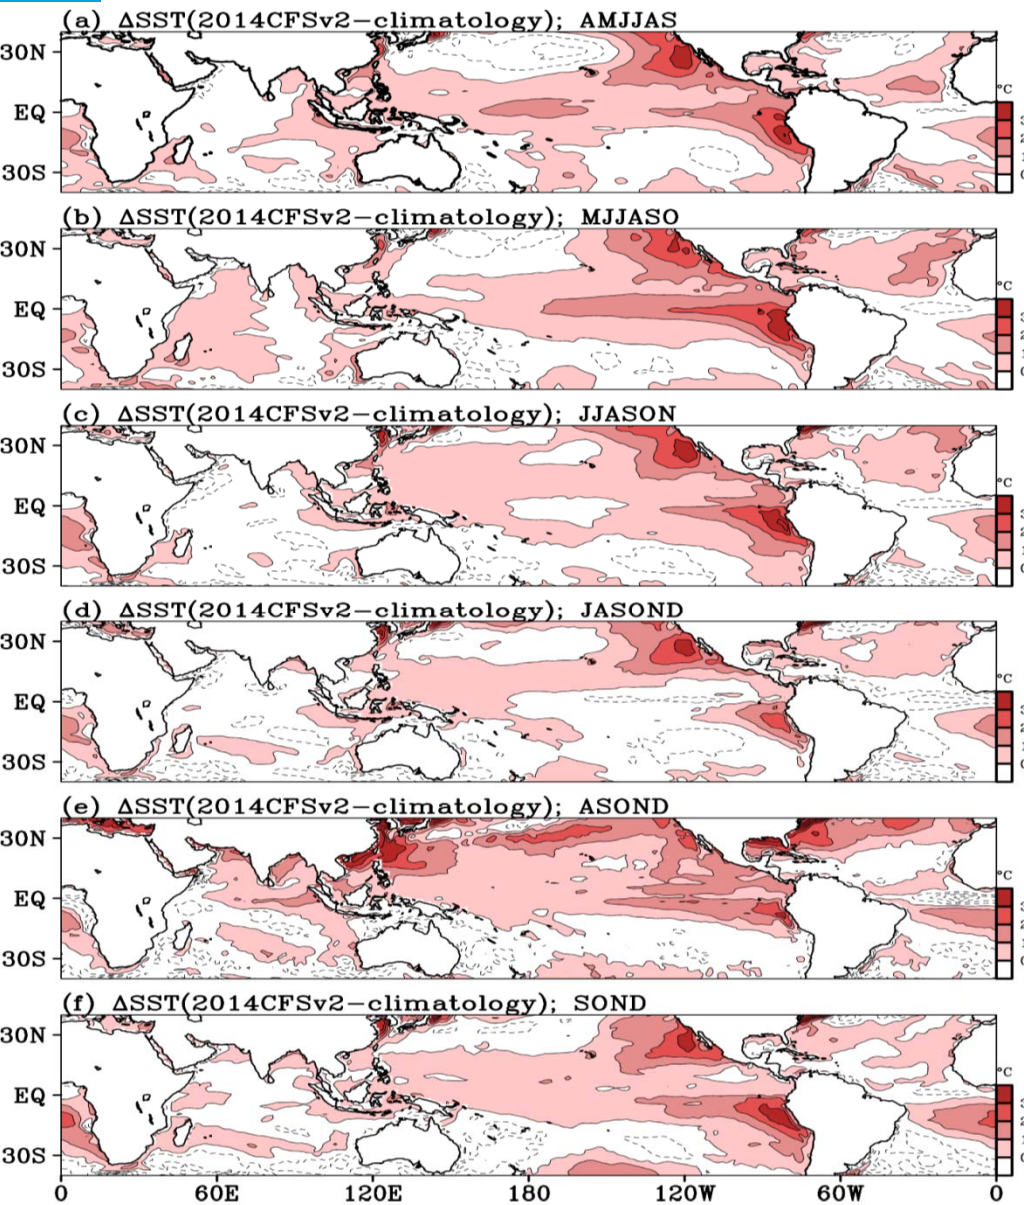 (a) ΔSST(2014CFSv2−climatology); AMJJAS
30N
EQ
30S
°C
(b) ΔSST(2014CFSv2−climatology); MJJASO
30N
EQ
30S
°C
(c) ΔSST(2014CFSv2−climatology); JJASON
30N
EQ
30S
°C
(d) ΔSST(2014CFSv2−climatology); JASOND
30N
EQ
30S
°C
(e) ΔSST(2014CFSv2−climatology); ASOND
30N
EQ
30S
°C
(f) ΔSST(2014CFSv2−climatology); SOND
30N
EQ
30S
°C
0 60E 120E 180 120W 60W 0